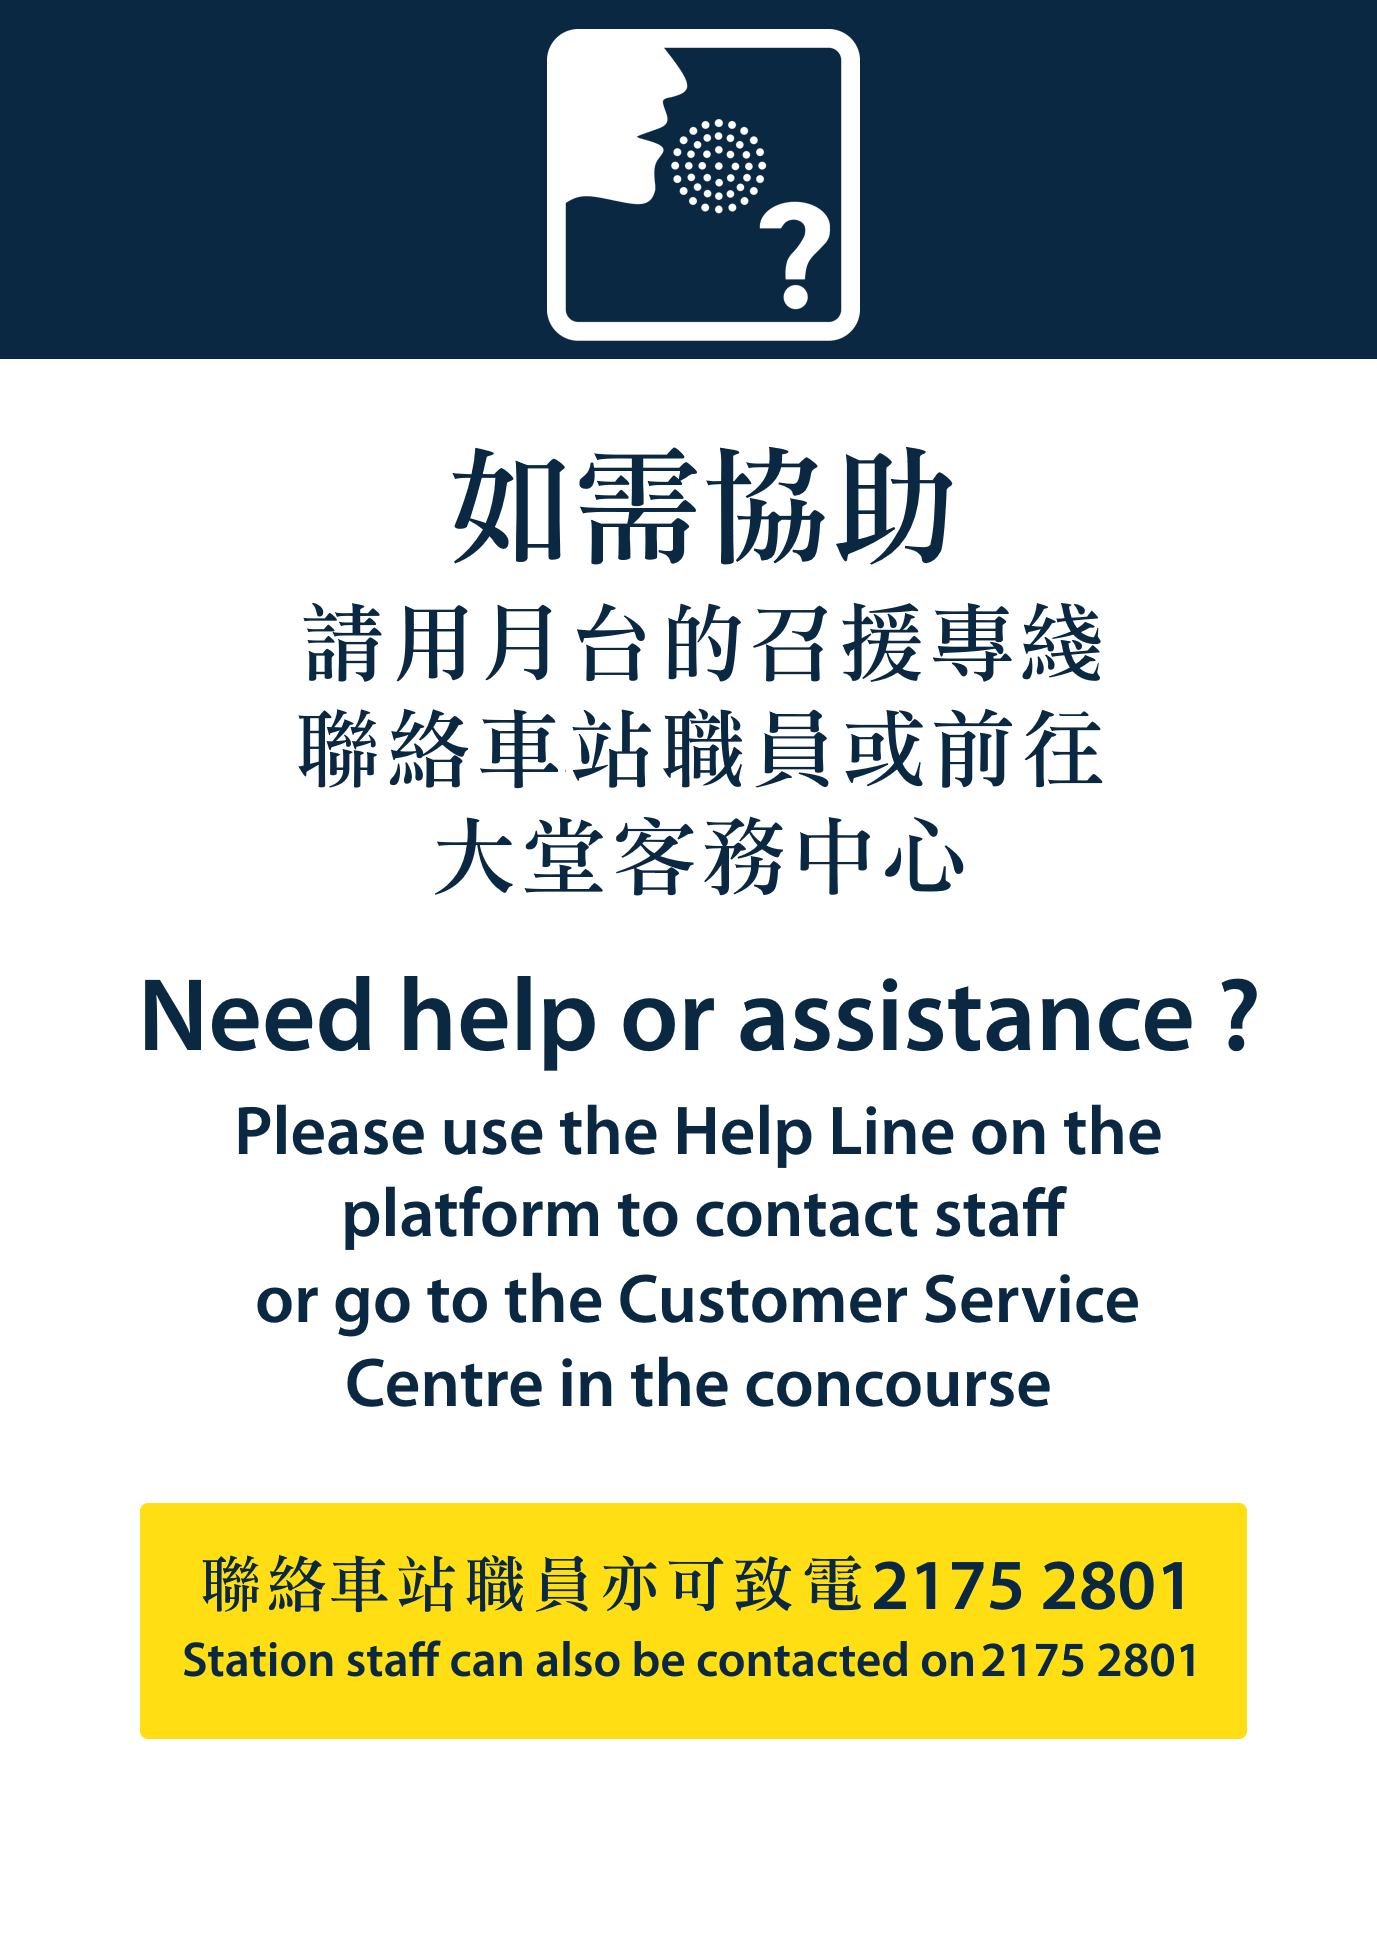 ?
如需協助
請用月台的召援專綫
聯絡車站職員或前往
大堂客務中心
Need help or assistance ?
Please use the Help Line on the
platform to contact staff
or go to the Customer Service
Centre in the concourse
聯絡車站職員亦可致電2175 2801
Station staff can also be contacted on 2175 2801